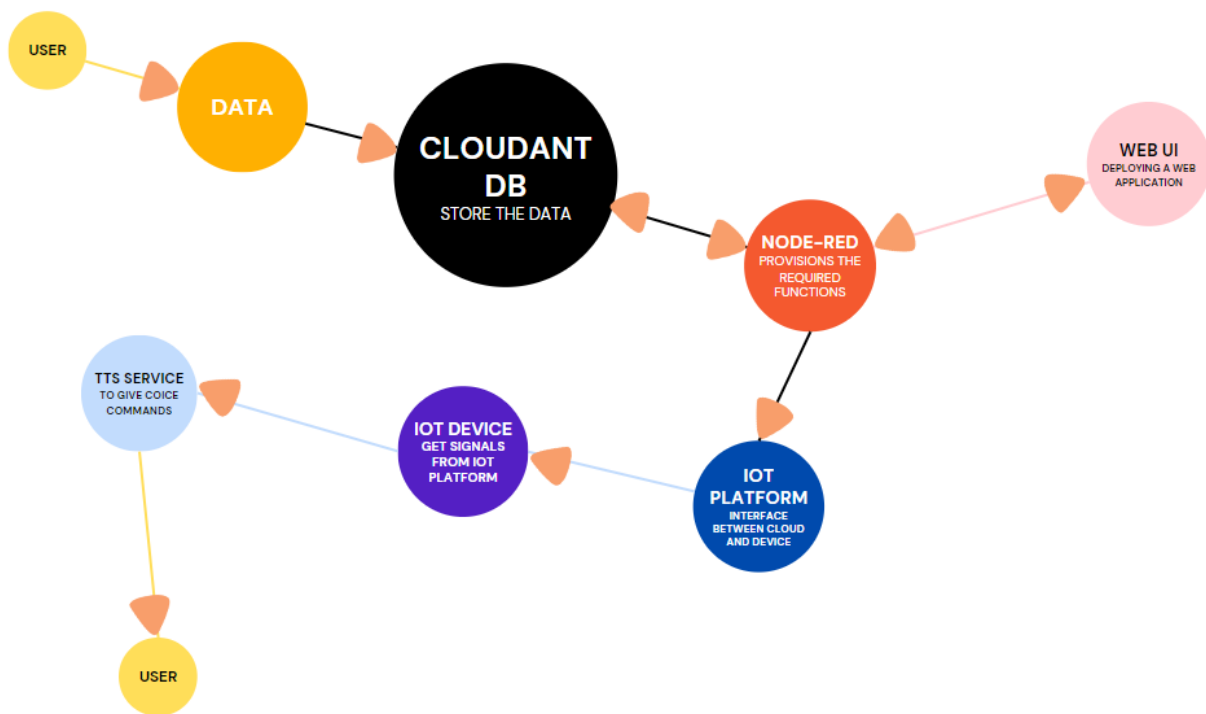 USER
DATA
CLOUDANT
DB
STORE THE DATA
WEB UI
DEPLOYING A WEB
APPLICATION
NODE-RED
PROVISIONS THE
REQUIRED
FUNCTIONS
TTS SERVICE
TO GIVE COICE
COMMANDS
IOT DEVICE
GET SIGNALS
FROM IOT
PLATFORM
IOT
PLATFORM
INTERFACE
BETWEEN CLOUD
AND DEVICE
USER